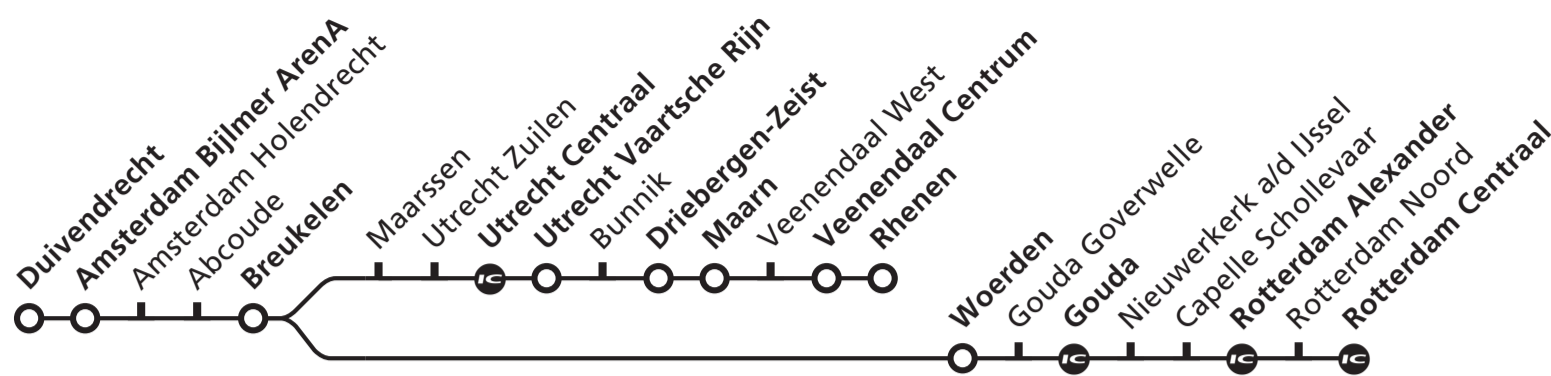 Duivendrecht
Amsterdam Bijlmer ArenA
Amsterdam Holendrecht
Abcoude
Breukelen
Maarssen
Utrecht Zuilen
Utrecht Centraal
Utrecht Vaartsche Rijn
Bunnik
Driebergen-Zeist
Maarn
Veenendaal West
Veenendaal Centrum
Rhenen
IC
Woerden
Gouda Goverwelle
Gouda
Nieuwerkerk a/d IJssel
Capelle Schollevaar
Rotterdam Alexander
Rotterdam Noord
Rotterdam Centraal
IC
IC
IC